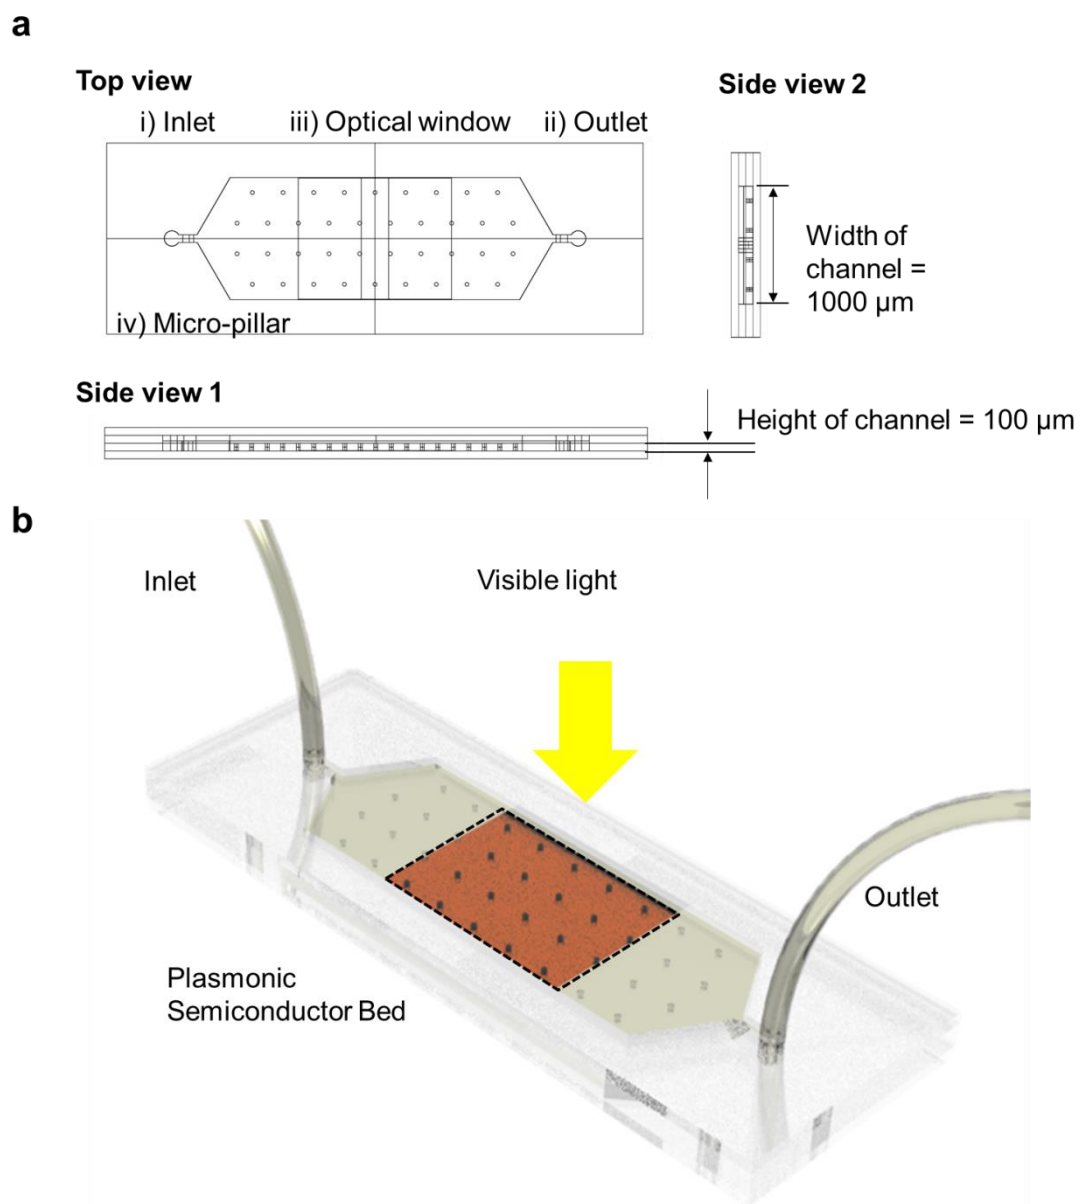 a
Top view
i) Inlet
iii) Optical window
ii) Outlet
iv) Micro-pillar
Side view 2
Width of
channel =
1000 µm
Side view 1
Height of channel = 100 µm
b
Inlet
Visible light
Outlet
Plasmonic
Semiconductor Bed